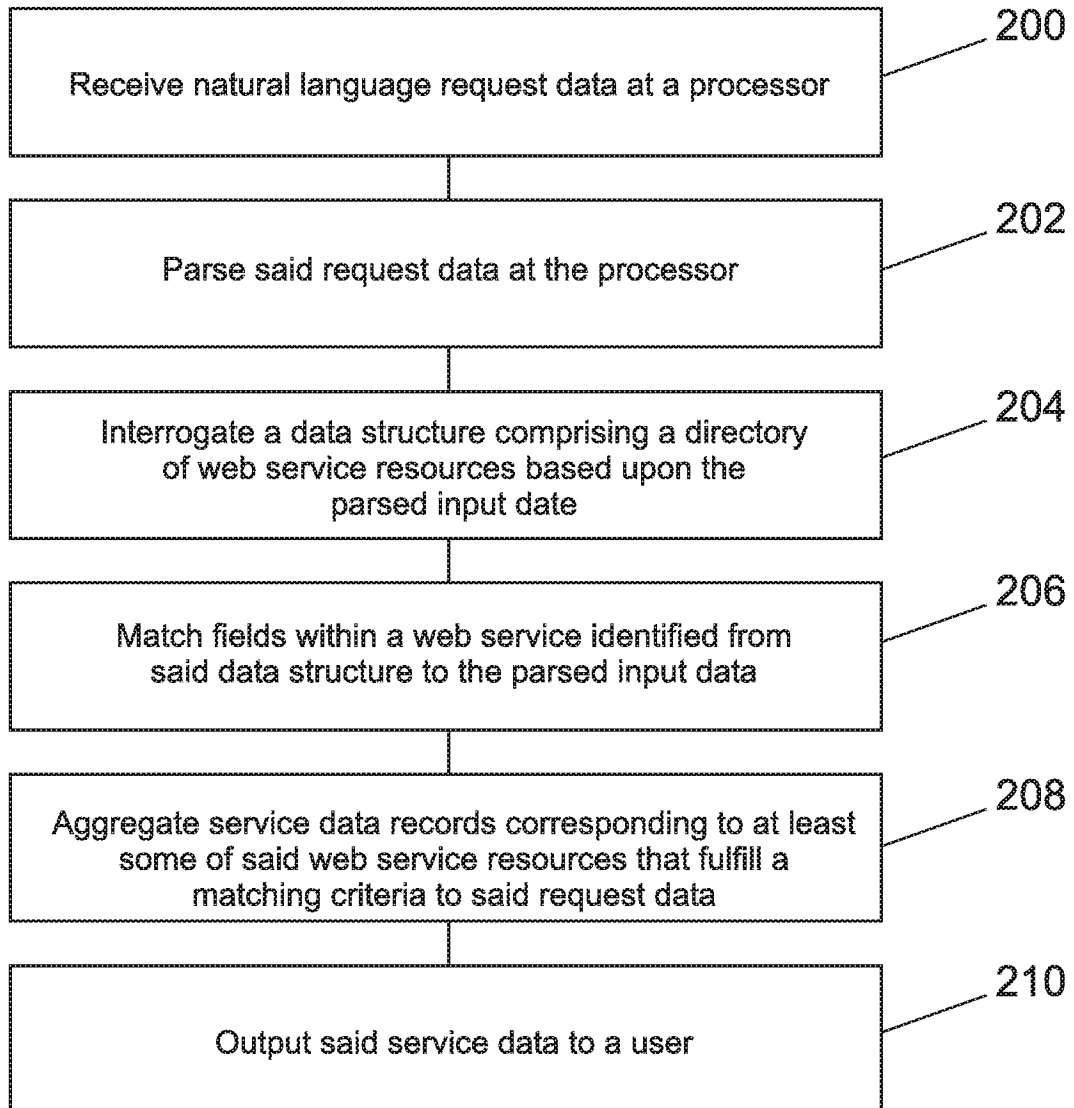 200
Receive natural language request data at a processor
202
Parse said request data at the processor
204
Interrogate a data structure comprising a directory
of web service resources based upon the
parsed input date
206
Match fields within a web service identified from
said data structure to the parsed input data
208
Aggregate service data records corresponding to at least
some of said web service resources that fulfill a
matching criteria to said request data
210
Output said service data to a user